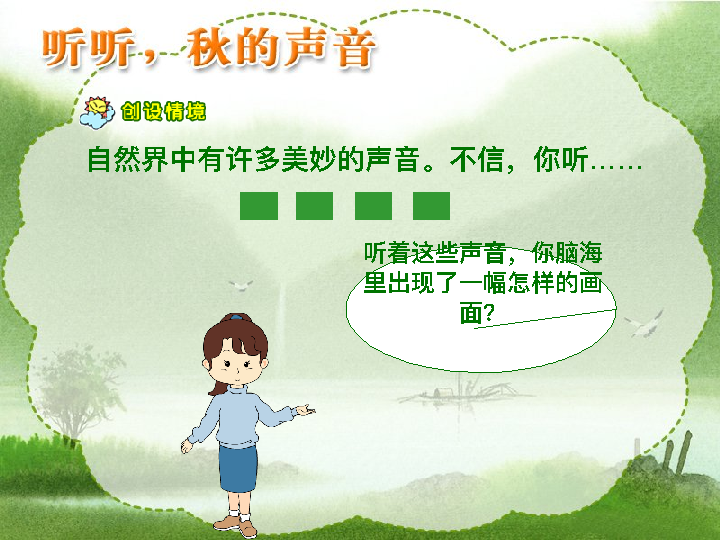 听听，秋的声音
创设情境
自然界中有许多美妙的声音。不信，你听……
听着这些声音，你脑海
里出现了一幅怎样的画
面？